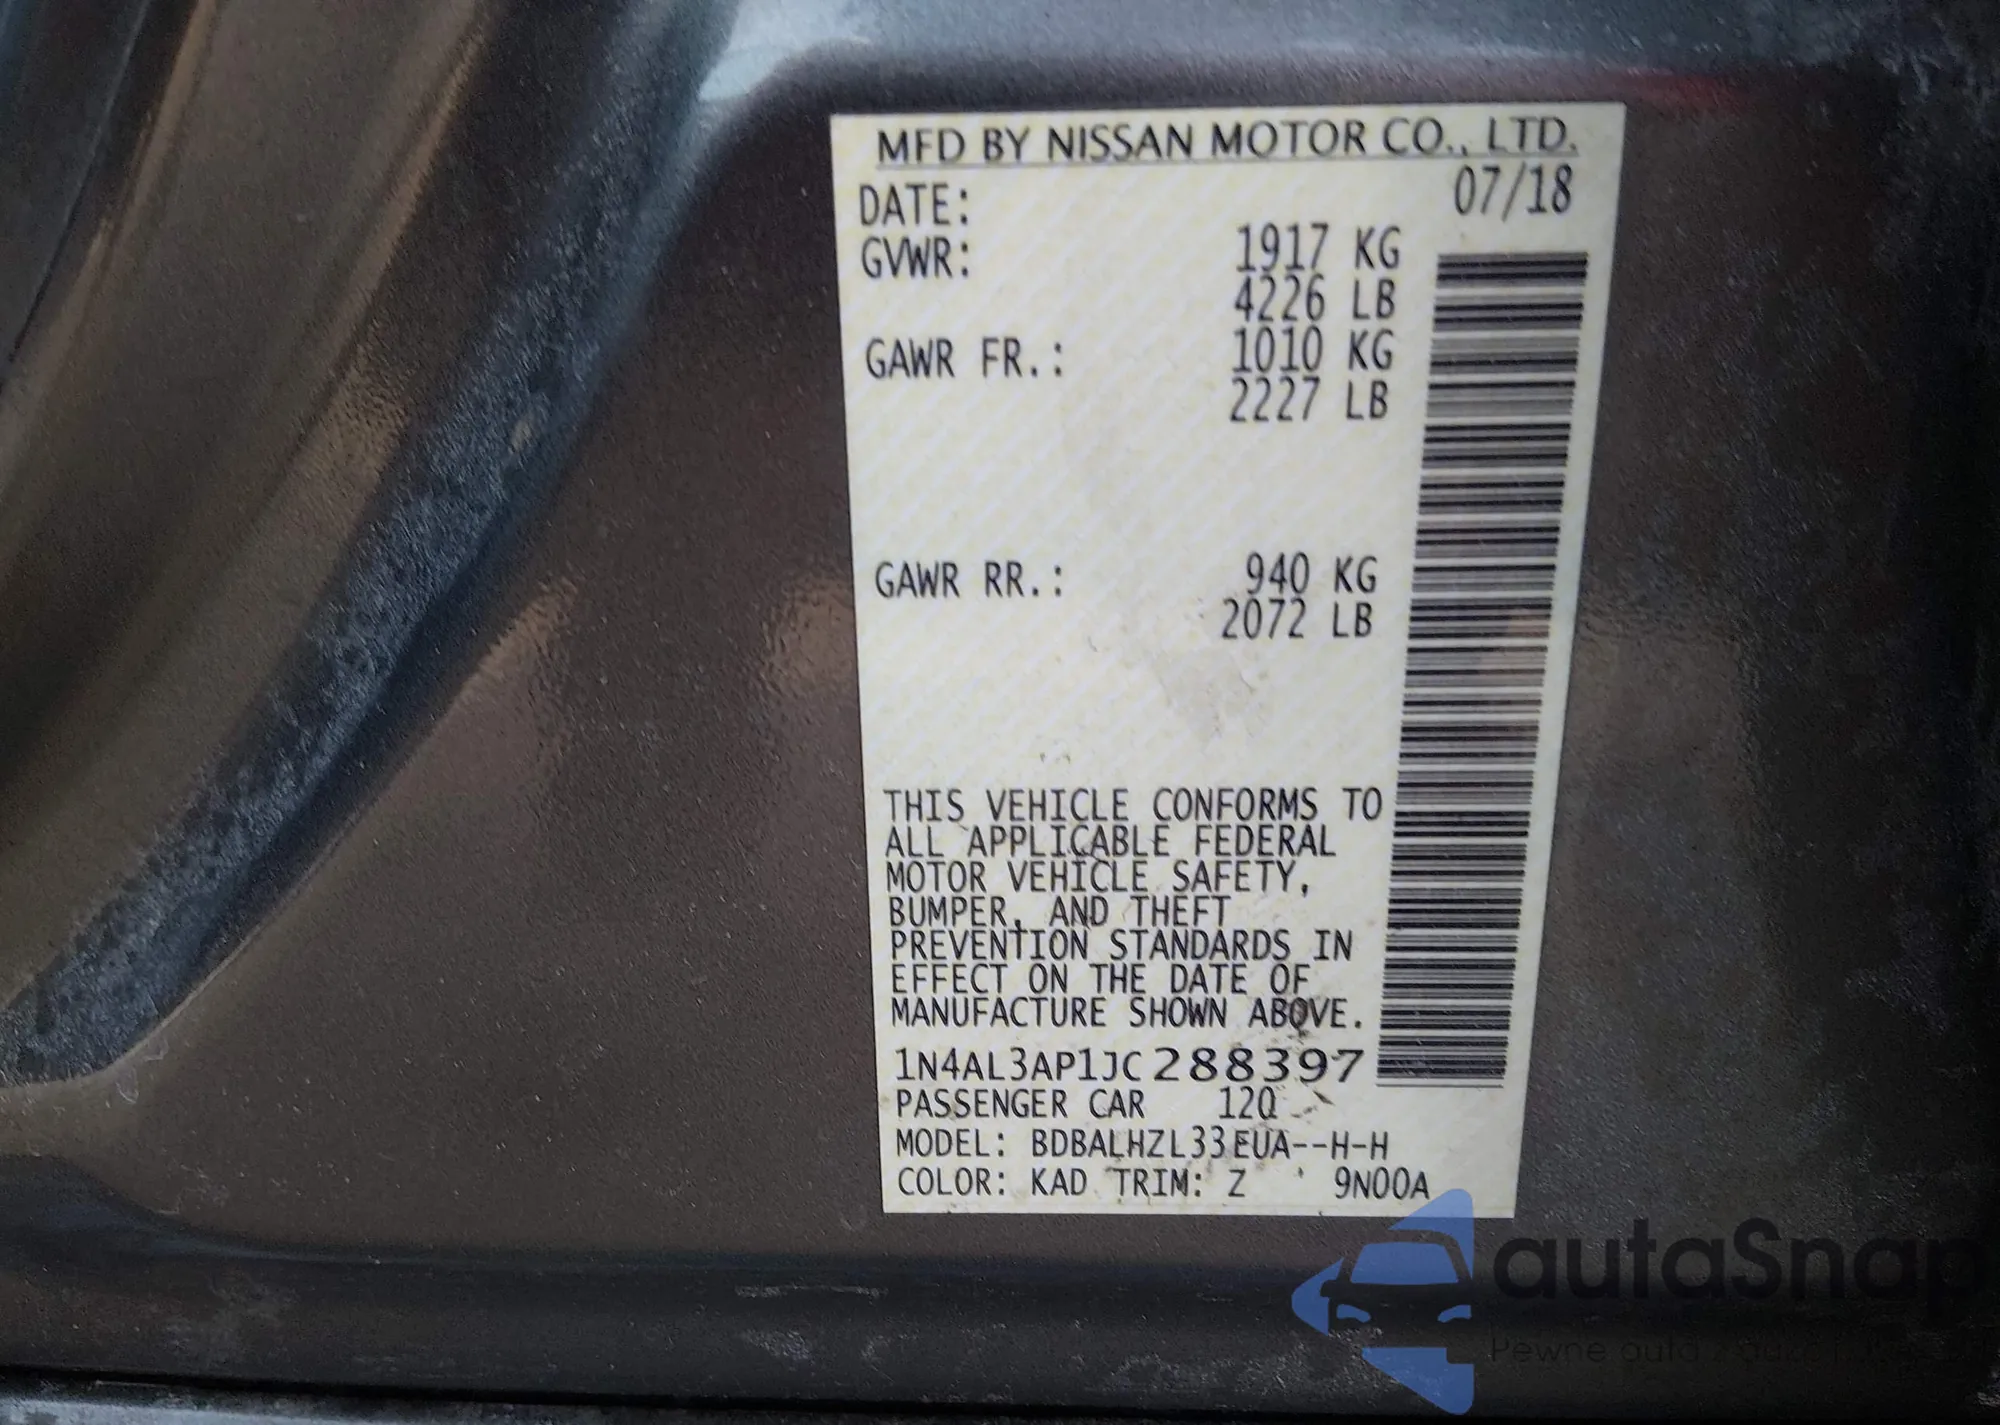 MFD BY NISSAN MOTOR CO., LTD.
DATE: 07/18
GVWR: 1917 KG
4226 LB
GAWR FR.: 1010 KG
2227 LB
GAWR RR.: 940 KG
2072 LB
THIS VEHICLE CONFORMS TO
ALL APPLICABLE FEDERAL
MOTOR VEHICLE SAFETY,
BUMPER, AND THEFT
PREVENTION STANDARDS IN
EFFECT ON THE DATE OF
MANUFACTURE SHOWN ABOVE.
1N4AL3AP1JC288397
PASSENGER CAR 120
MODEL: BDBALHZL33EUA--H-H
COLOR: KAD TRIM: Z 9N00A
autaSnap
Pewne auta z